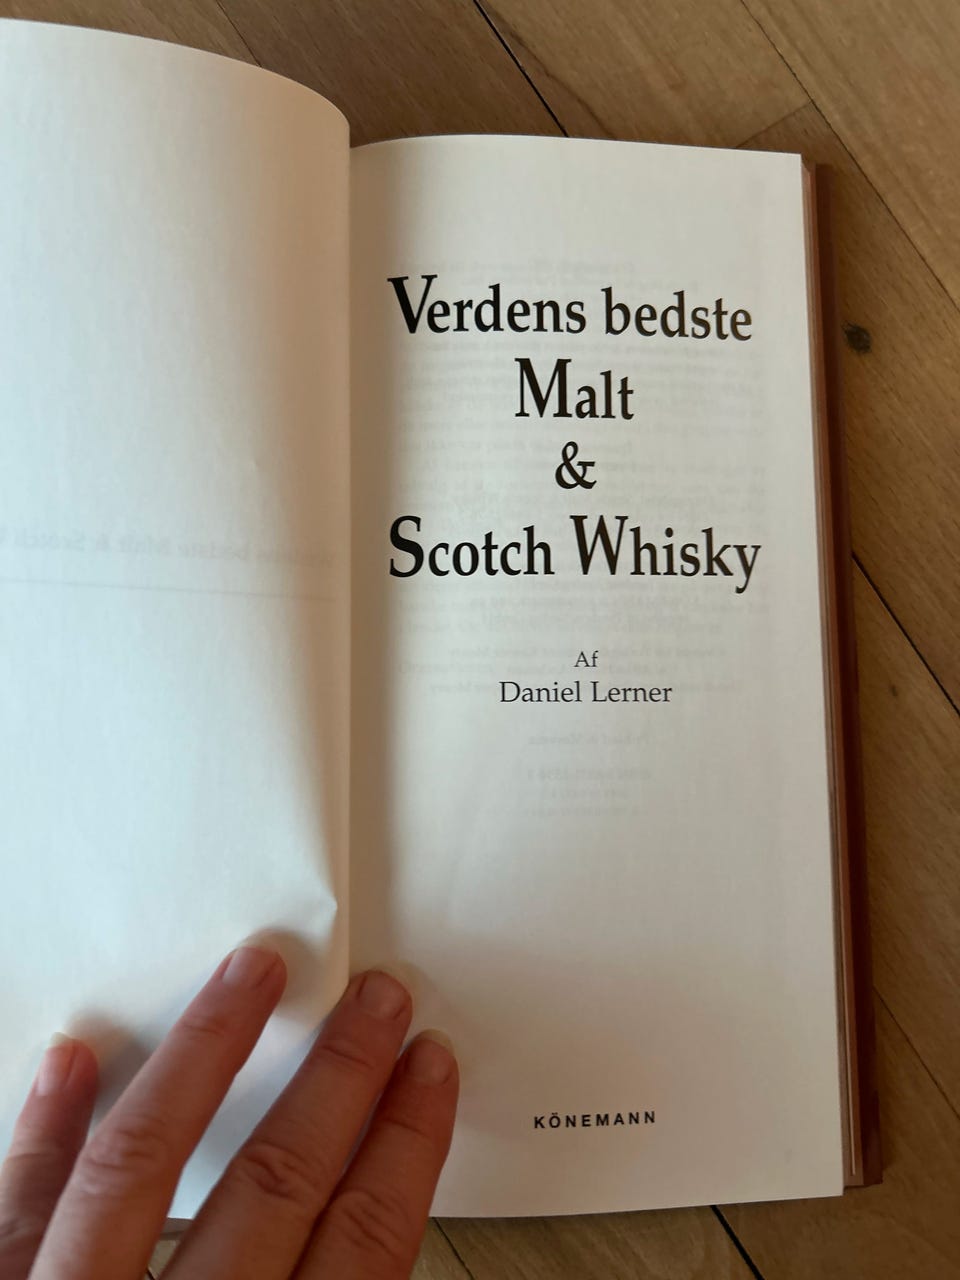 Verdens bedste
Malt
&
Scotch Whisky
Af
Daniel Lerner
KÖNEMANN